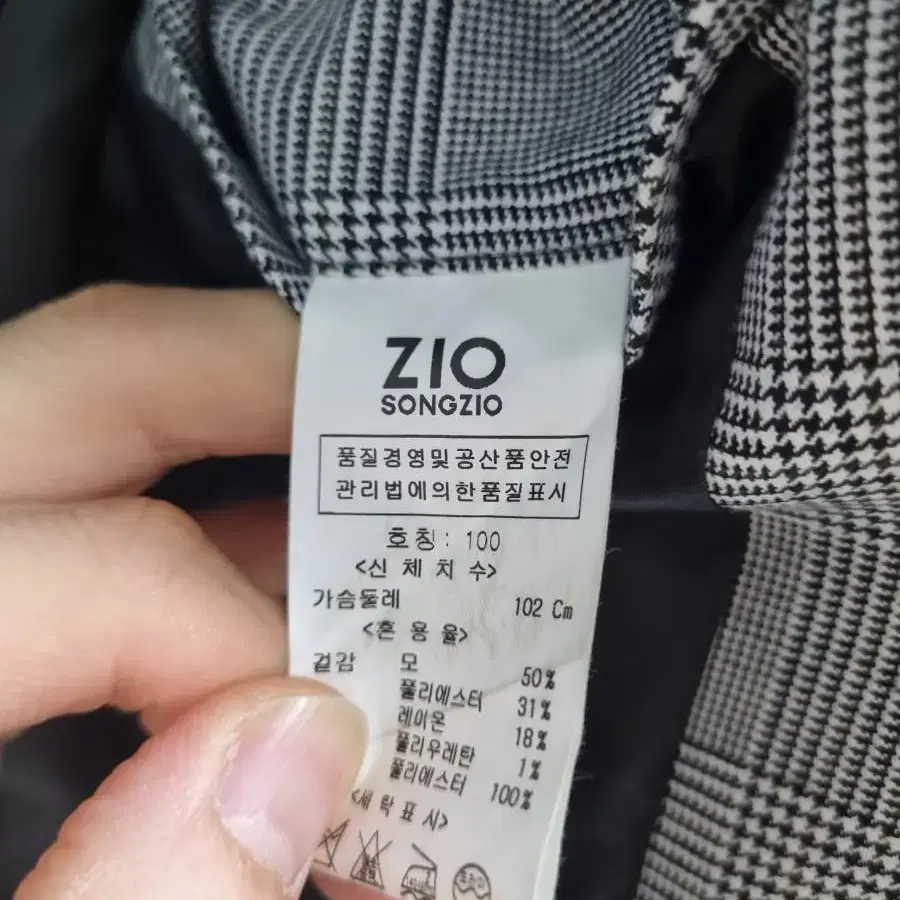 ZIO
SONGZIO
품질경영및공산품안전
관리법에의한품질표시
호칭: 100
<신체치수>
가슴둘레 102 Cm
<혼용율>
겉감 모 50%
폴리에스터 31%
레이온 18%
폴리우레탄 1%
폴리에스터 100%
<세탁표시>